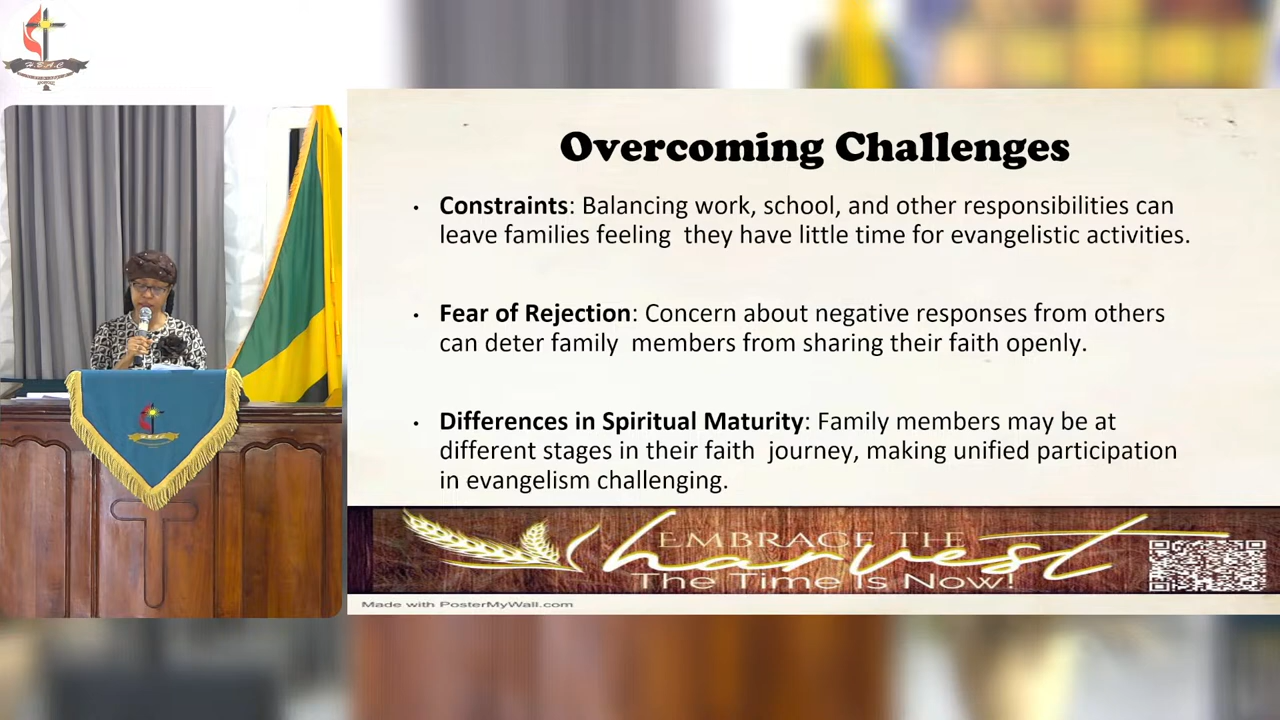 H.E.A.C
Overcoming Challenges
• Constraints: Balancing work, school, and other responsibilities can
leave families feeling they have little time for evangelistic activities.
• Fear of Rejection: Concern about negative responses from others
can deter family members from sharing their faith openly.
• Differences in Spiritual Maturity: Family members may be at
different stages in their faith journey, making unified participation
in evangelism challenging.
EMBRACE THE
harvest
The Time Is Now!
Made with PosterMyWall.com